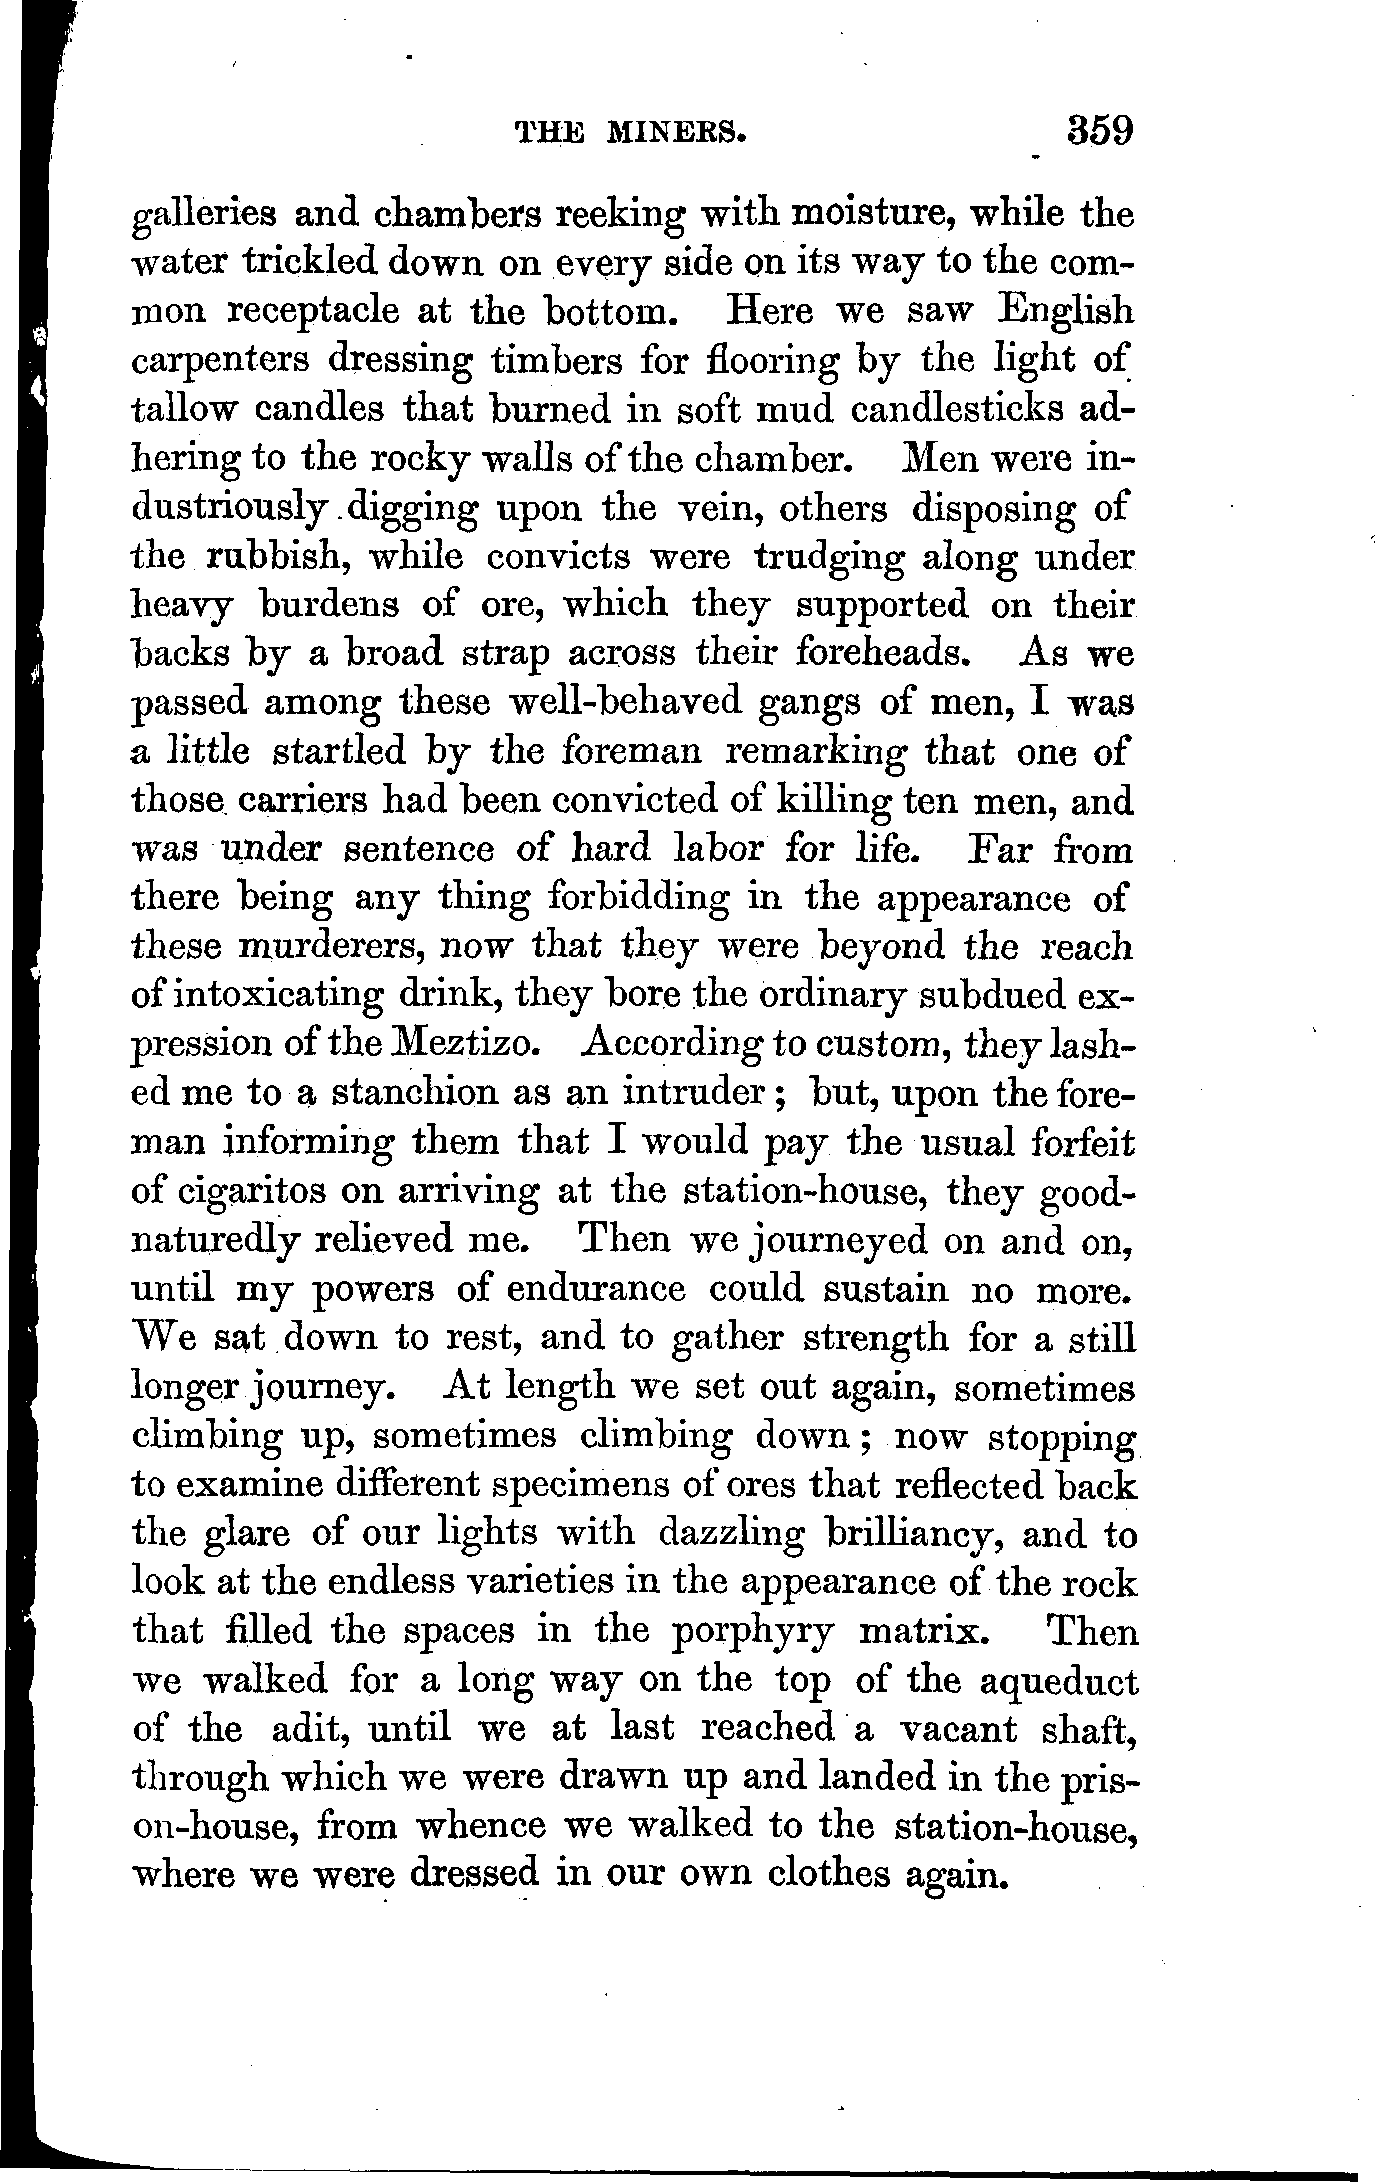 THE MINERS. 359
galleries and chambers reeking with moisture, while the
water trickled down on every side on its way to the com-
mon receptacle at the bottom. Here we saw English
carpenters dressing timbers for flooring by the light of
tallow candles that burned in soft mud candlesticks ad-
hering to the rocky walls of the chamber. Men were in-
dustriously digging upon the vein, others disposing of
the rubbish, while convicts were trudging along under
heavy burdens of ore, which they supported on their
backs by a broad strap across their foreheads. As we
passed among these well-behaved gangs of men, I was
a little startled by the foreman remarking that one of
those carriers had been convicted of killing ten men, and
was under sentence of hard labor for life. Far from
there being any thing forbidding in the appearance of
these murderers, now that they were beyond the reach
of intoxicating drink, they bore the ordinary subdued ex-
pression of the Meztizo. According to custom, they lash-
ed me to a stanchion as an intruder; but, upon the fore-
man informing them that I would pay the usual forfeit
of cigaritos on arriving at the station-house, they good-
naturedly relieved me. Then we journeyed on and on,
until my powers of endurance could sustain no more.
We sat down to rest, and to gather strength for a still
longer journey. At length we set out again, sometimes
climbing up, sometimes climbing down; now stopping
to examine different specimens of ores that reflected back
the glare of our lights with dazzling brilliancy, and to
look at the endless varieties in the appearance of the rock
that filled the spaces in the porphyry matrix. Then
we walked for a long way on the top of the aqueduct
of the adit, until we at last reached a vacant shaft,
through which we were drawn up and landed in the pris-
on-house, from whence we walked to the station-house,
where we were dressed in our own clothes again.